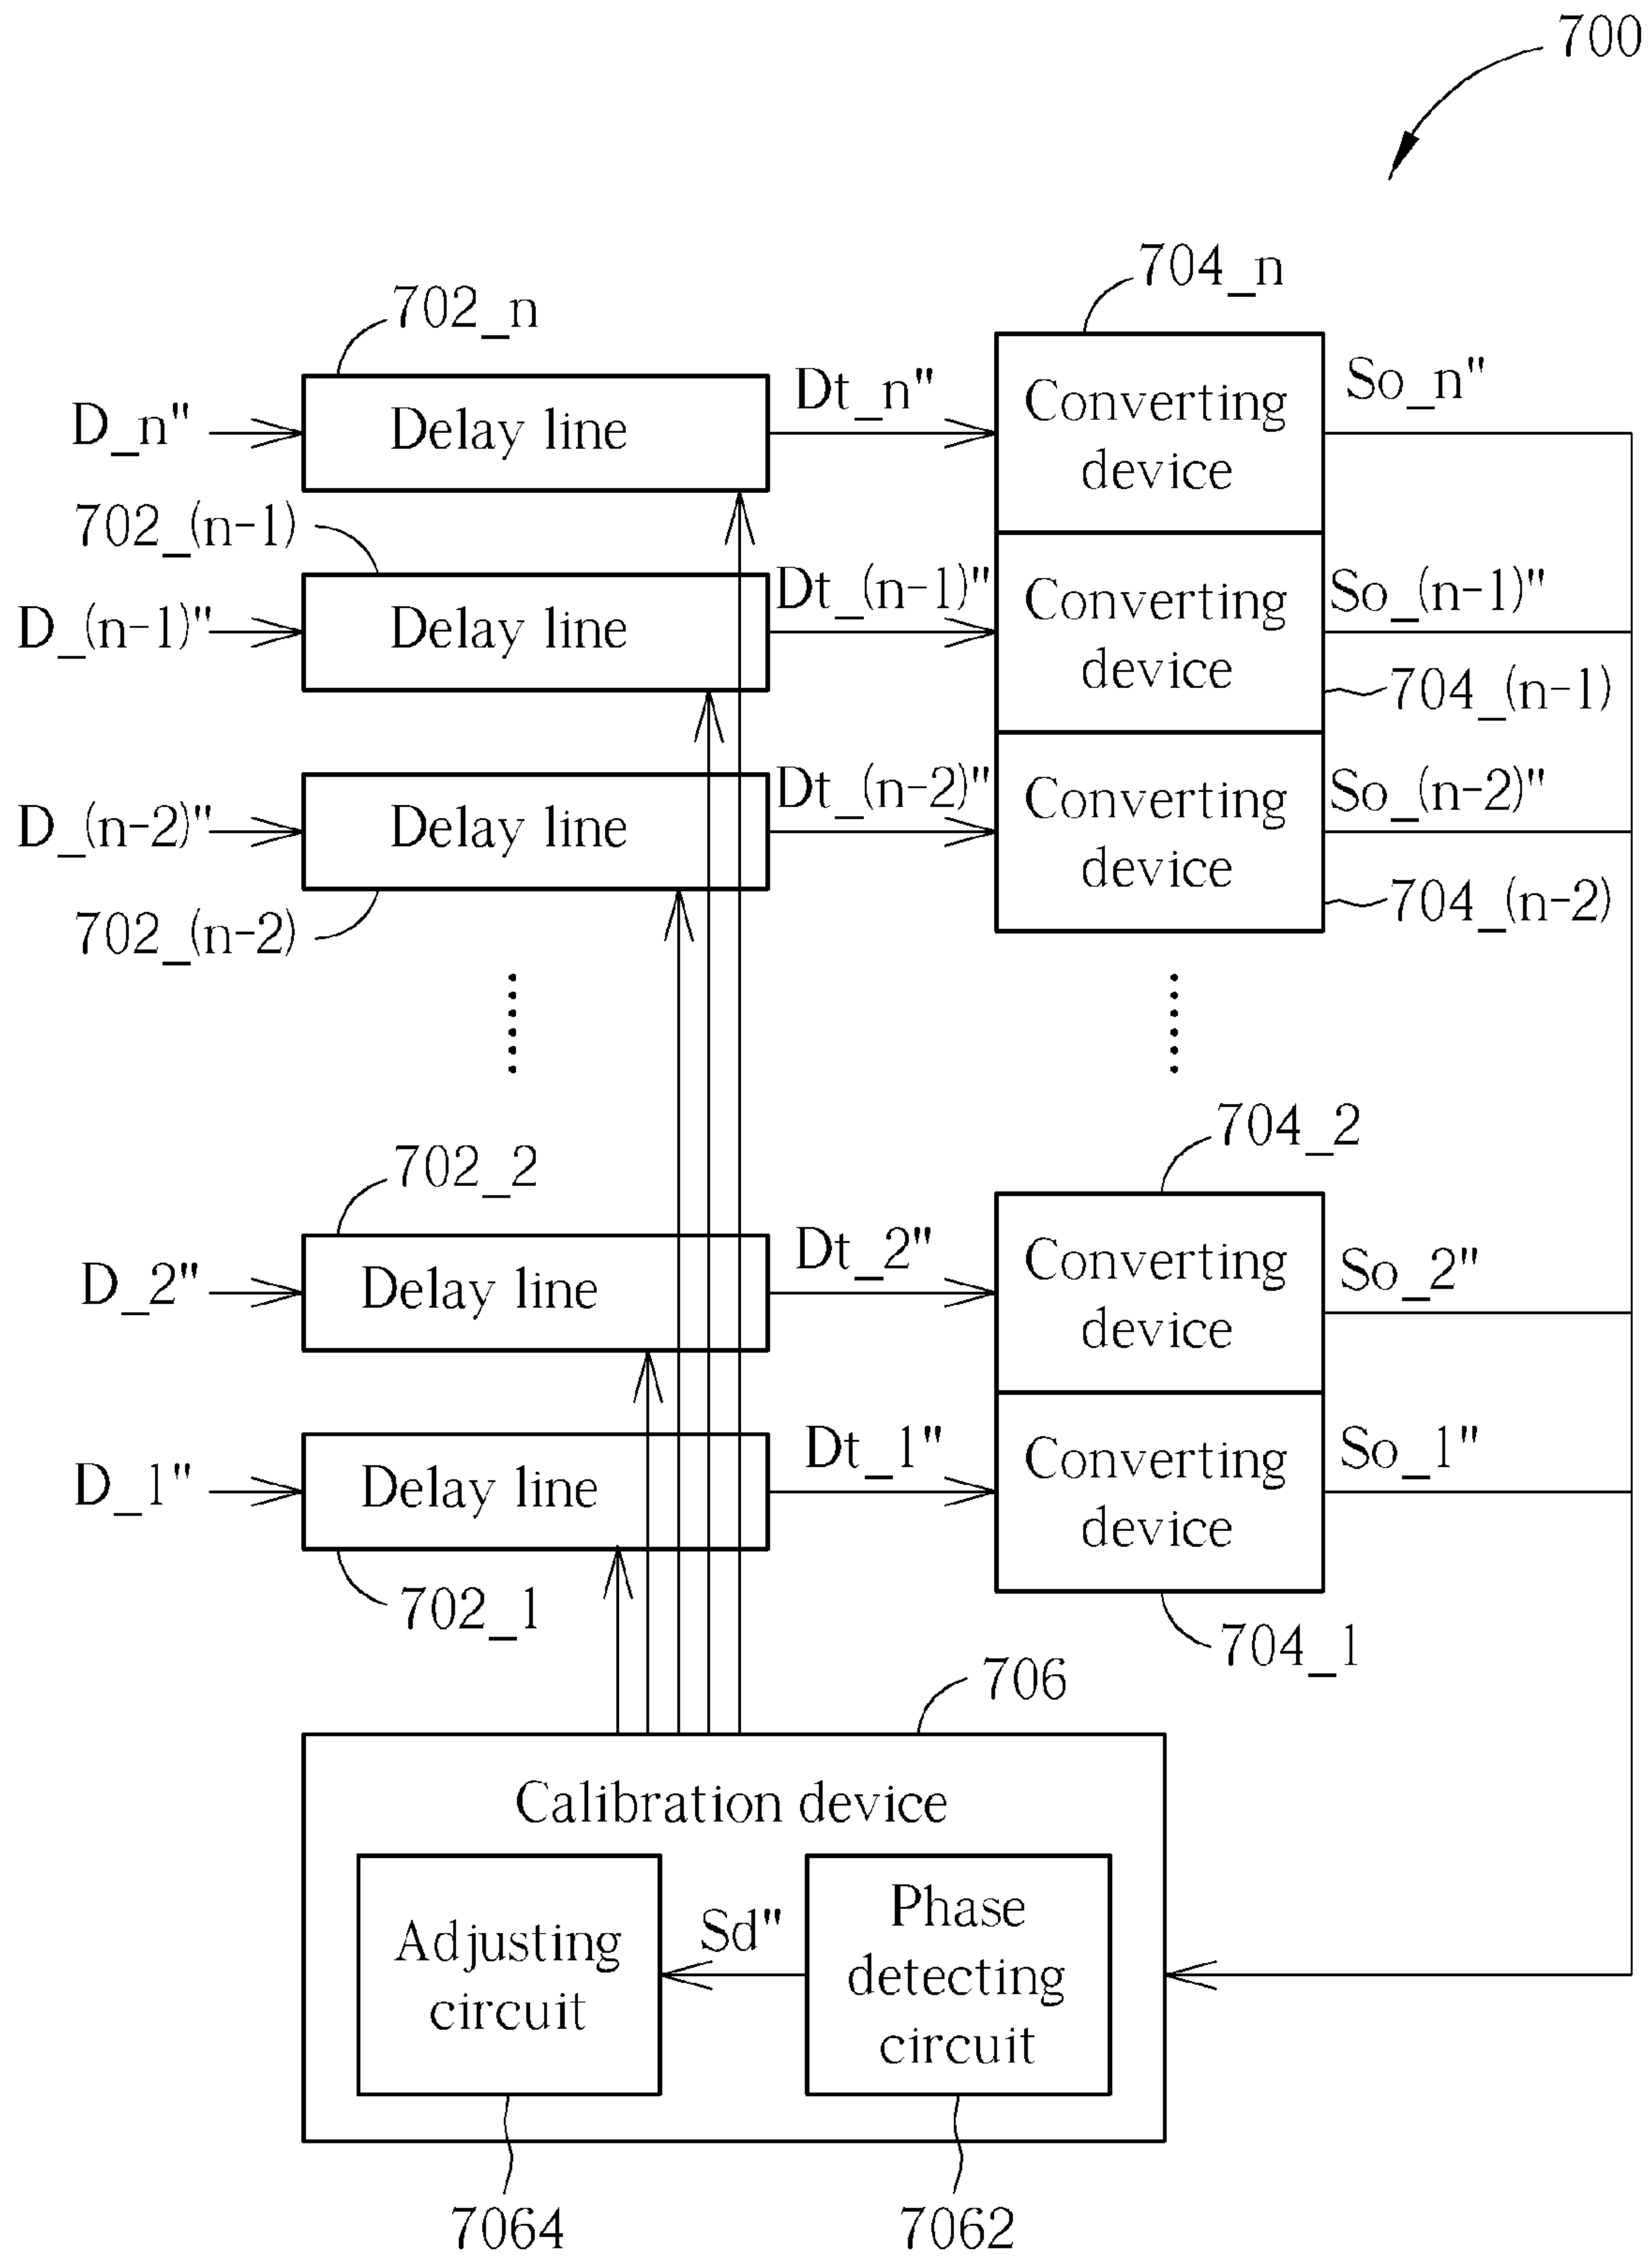 700
704_n
702_n
D_n"
Delay line
Dt_n"
Converting
device
So_n"
702_(n-1)
D_(n-1)"
Delay line
Dt_(n-1)"
Converting
device
So_(n-1)"
704_(n-1)
D_(n-2)"
Delay line
Dt_(n-2)"
Converting
device
So_(n-2)"
704_(n-2)
702_(n-2)
704_2
702_2
D_2"
Delay line
Dt_2"
Converting
device
So_2"
D_1"
Delay line
Dt_1"
Converting
device
So_1"
702_1
704_1
706
Calibration device
Adjusting
circuit
Sd"
Phase
detecting
circuit
7064
7062